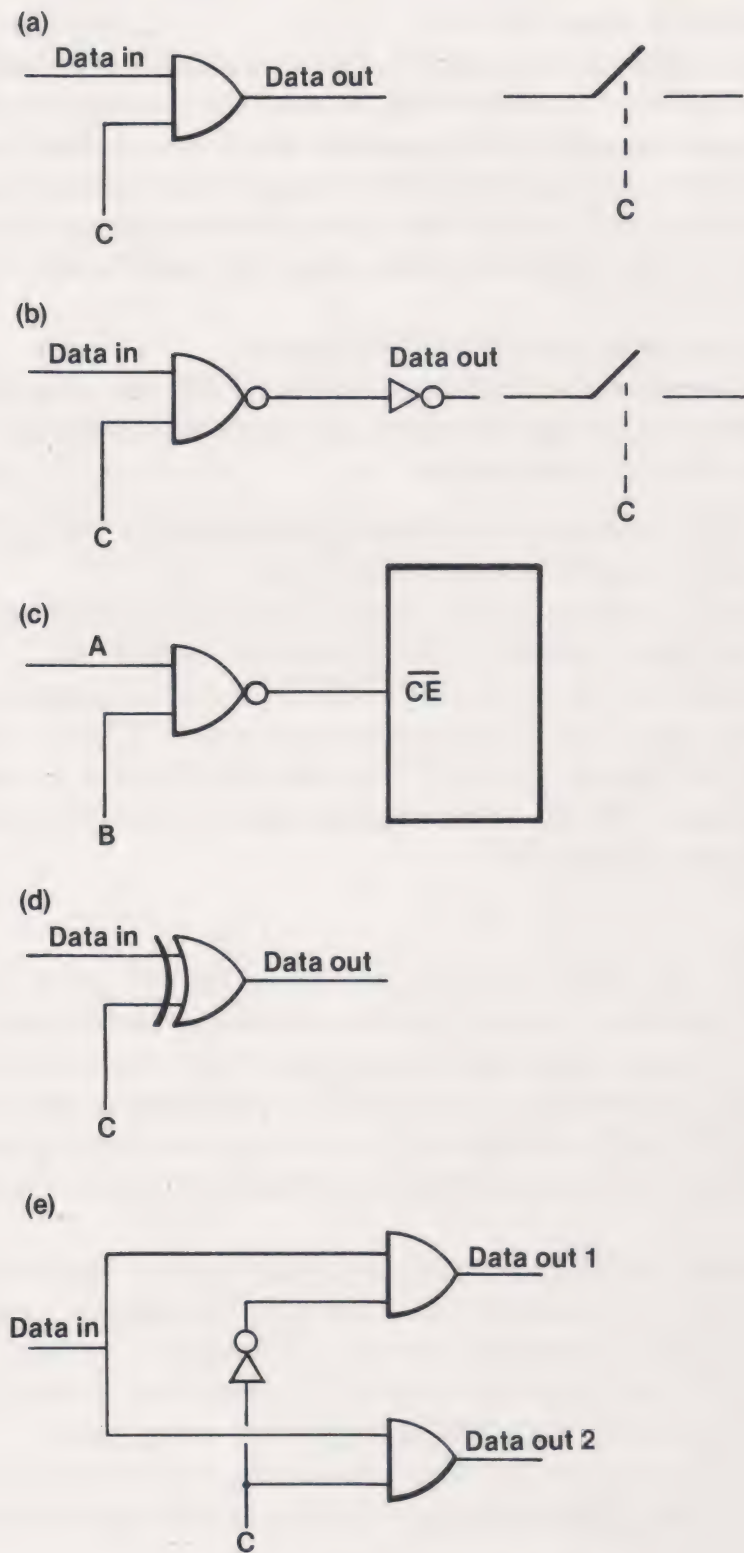 (a)
Data in
Data out
C
C
(b)
Data in
Data out
C
C
(c)
A
C̅E̅
B
(d)
Data in
Data out
C
(e)
Data out 1
Data in
Data out 2
C